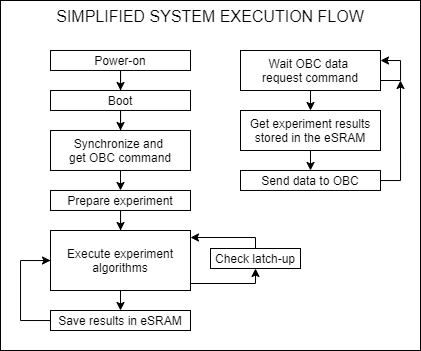 SIMPLIFIED SYSTEM EXECUTION FLOW
Power-on
Boot
Synchronize and
get OBC command
Prepare experiment
Execute experiment
algorithms
Check latch-up
Save results in eSRAM
Wait OBC data
request command
Get experiment results
stored in the eSRAM
Send data to OBC